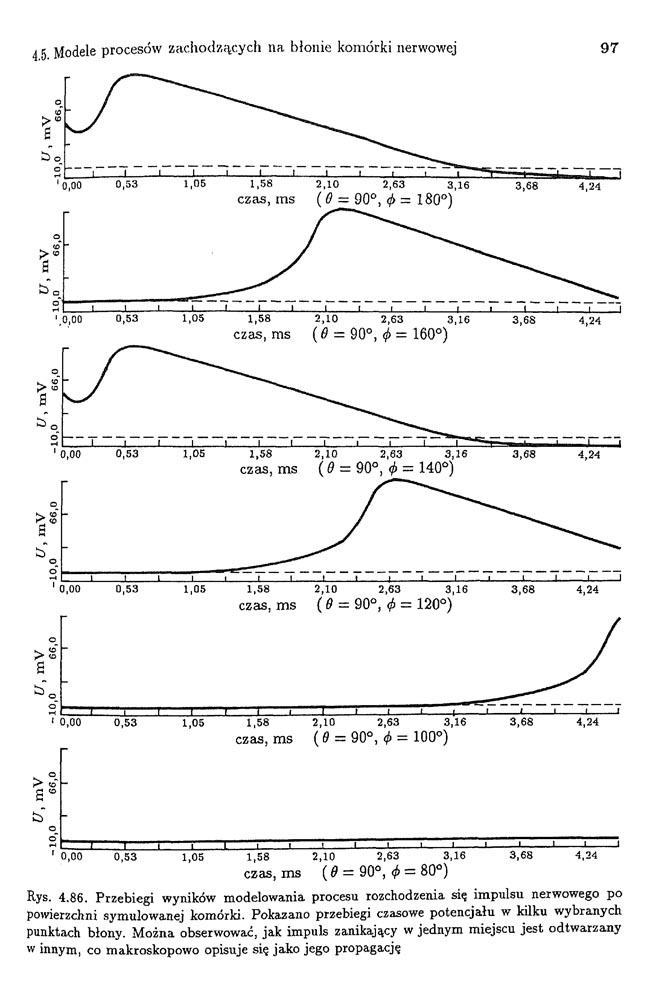 4.5. Modele procesów zachodzących na błonie komórki nerwowej 97
U, mV
-10,0 66,0
0,00 0,53 1,05 1,58 2,10 2,63 3,16 3,68 4,24
czas, ms (θ = 90°, ϕ = 180°)
U, mV
-10,0 66,0
0,00 0,53 1,05 1,58 2,10 2,63 3,16 3,68 4,24
czas, ms (θ = 90°, ϕ = 160°)
U, mV
-10,0 66,0
0,00 0,53 1,05 1,58 2,10 2,63 3,16 3,68 4,24
czas, ms (θ = 90°, ϕ = 140°)
U, mV
-10,0 66,0
0,00 0,53 1,05 1,58 2,10 2,63 3,16 3,68 4,24
czas, ms (θ = 90°, ϕ = 120°)
U, mV
-10,0 66,0
0,00 0,53 1,05 1,58 2,10 2,63 3,16 3,68 4,24
czas, ms (θ = 90°, ϕ = 100°)
U, mV
-10,0 66,0
0,00 0,53 1,05 1,58 2,10 2,63 3,16 3,68 4,24
czas, ms (θ = 90°, ϕ = 80°)
Rys. 4.86. Przebiegi wyników modelowania procesu rozchodzenia się impulsu nerwowego po
powierzchni symulowanej komórki. Pokazano przebiegi czasowe potencjału w kilku wybranych
punktach błony. Można obserwować, jak impuls zanikający w jednym miejscu jest odtwarzany
w innym, co makroskopowo opisuje się jako jego propagację